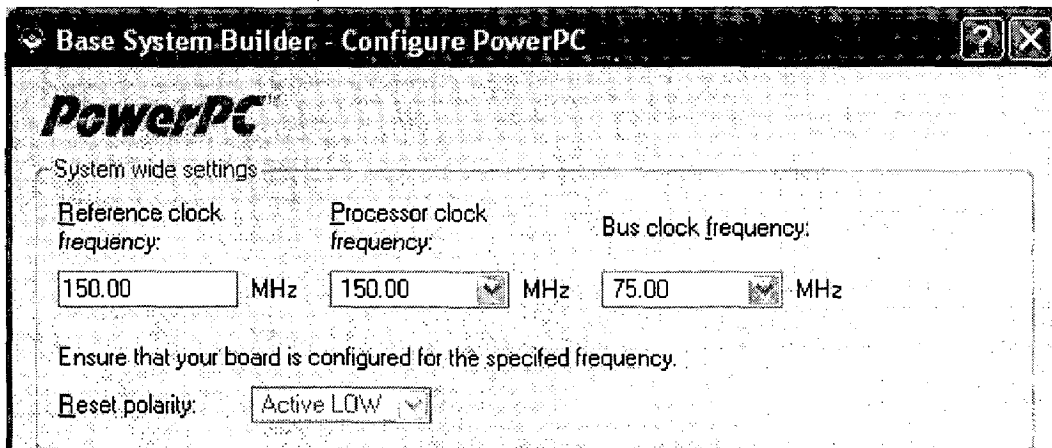 Base System Builder - Configure PowerPC
PowerPC™
System wide settings
Reference clock frequency:
Processor clock frequency:
Bus clock frequency:
150.00 MHz
150.00 MHz
75.00 MHz
Ensure that your board is configured for the specifed frequency.
Reset polarity: Active LOW